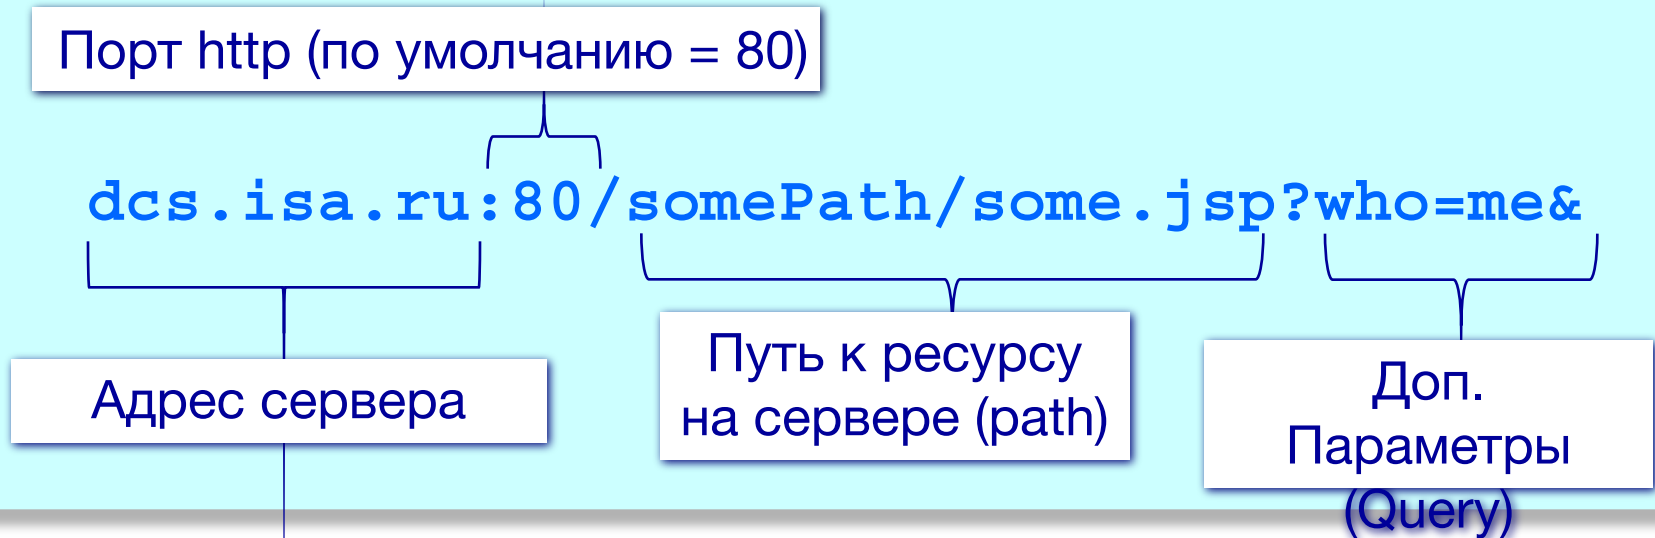 Порт http (по умолчанию = 80)
dcs.isa.ru:80/somePath/some.jsp?who=me&
Адрес сервера
Путь к ресурсу
на сервере (path)
Доп.
Параметры
(Query)